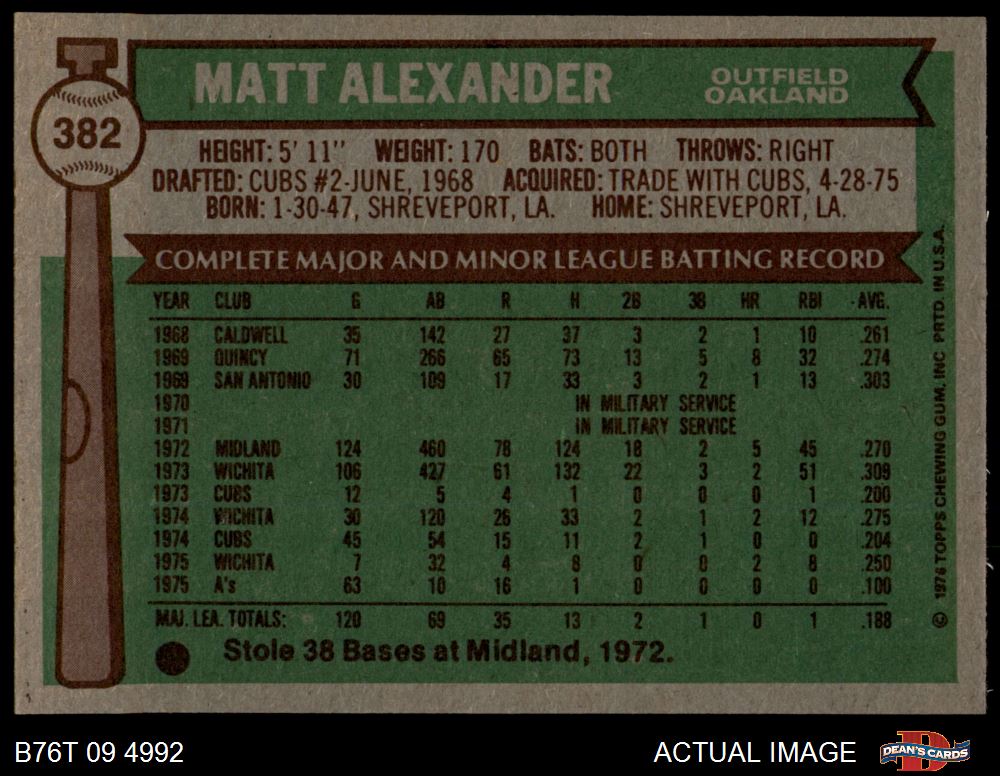 MATT ALEXANDER
OUTFIELD
OAKLAND
382
HEIGHT: 5' 11" WEIGHT: 170 BATS: BOTH THROWS: RIGHT
DRAFTED: CUBS #2-JUNE, 1968 ACQUIRED: TRADE WITH CUBS, 4-28-75
BORN: 1-30-47, SHREVEPORT, LA. HOME: SHREVEPORT, LA.
COMPLETE MAJOR AND MINOR LEAGUE BATTING RECORD
YEAR CLUB G AB R H 2B 3B HR RBI AVG.
1968 CALDWELL 35 142 27 37 3 2 1 10 .261
1969 QUINCY 71 266 65 73 13 5 8 32 .274
1969 SAN ANTONIO 30 109 17 33 3 2 1 13 .303
1970 IN MILITARY SERVICE
1971 IN MILITARY SERVICE
1972 MIDLAND 124 460 78 124 18 2 5 45 .270
1973 WICHITA 106 427 61 132 22 3 2 51 .309
1973 CUBS 12 5 4 1 0 0 0 1 .200
1974 WICHITA 30 120 26 33 2 1 2 12 .275
1974 CUBS 45 54 15 11 2 1 0 0 .204
1975 WICHITA 7 32 4 8 0 0 2 8 .250
1975 A's 63 10 16 1 0 0 0 0 .100
MAJ. LEA. TOTALS: 120 69 35 13 2 1 0 1 .188
Stole 38 Bases at Midland, 1972.
© 1976 TOPPS CHEWING GUM, INC PRTD. IN U.S.A.
B76T 09 4992
ACTUAL IMAGE
DEAN'S CARDS